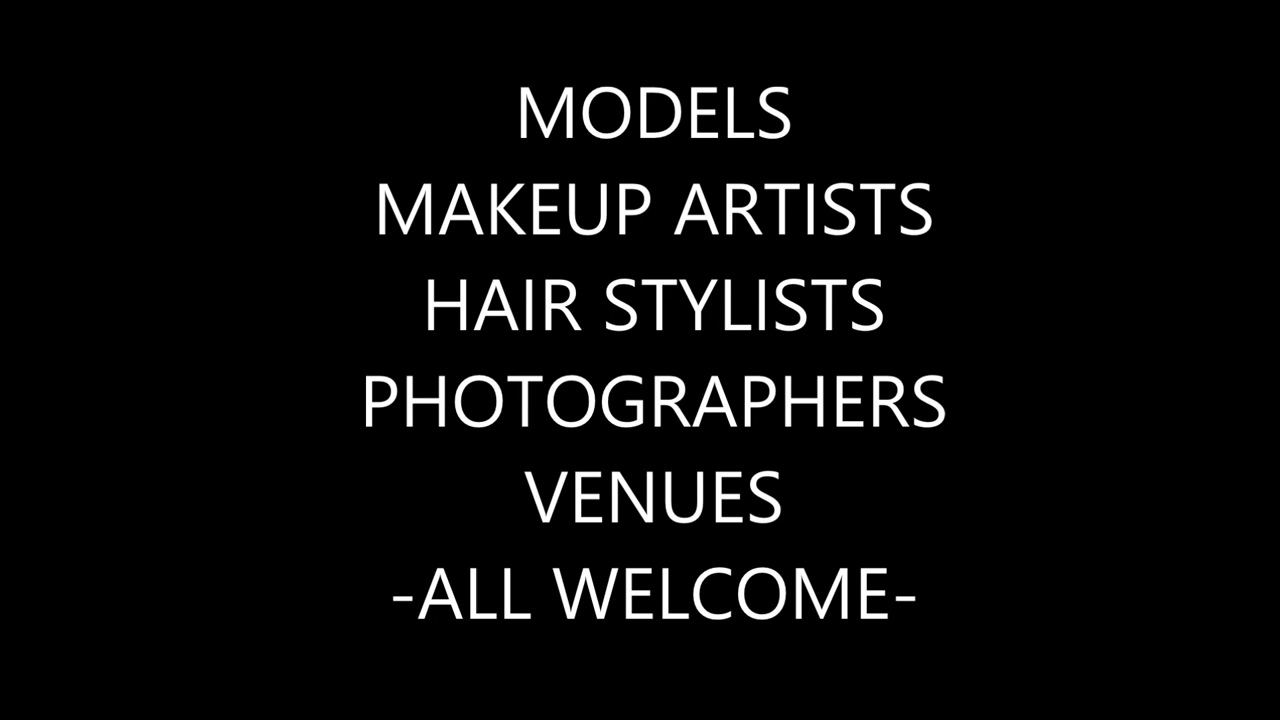 MODELS
MAKEUP ARTISTS
HAIR STYLISTS
PHOTOGRAPHERS
VENUES
-ALL WELCOME-